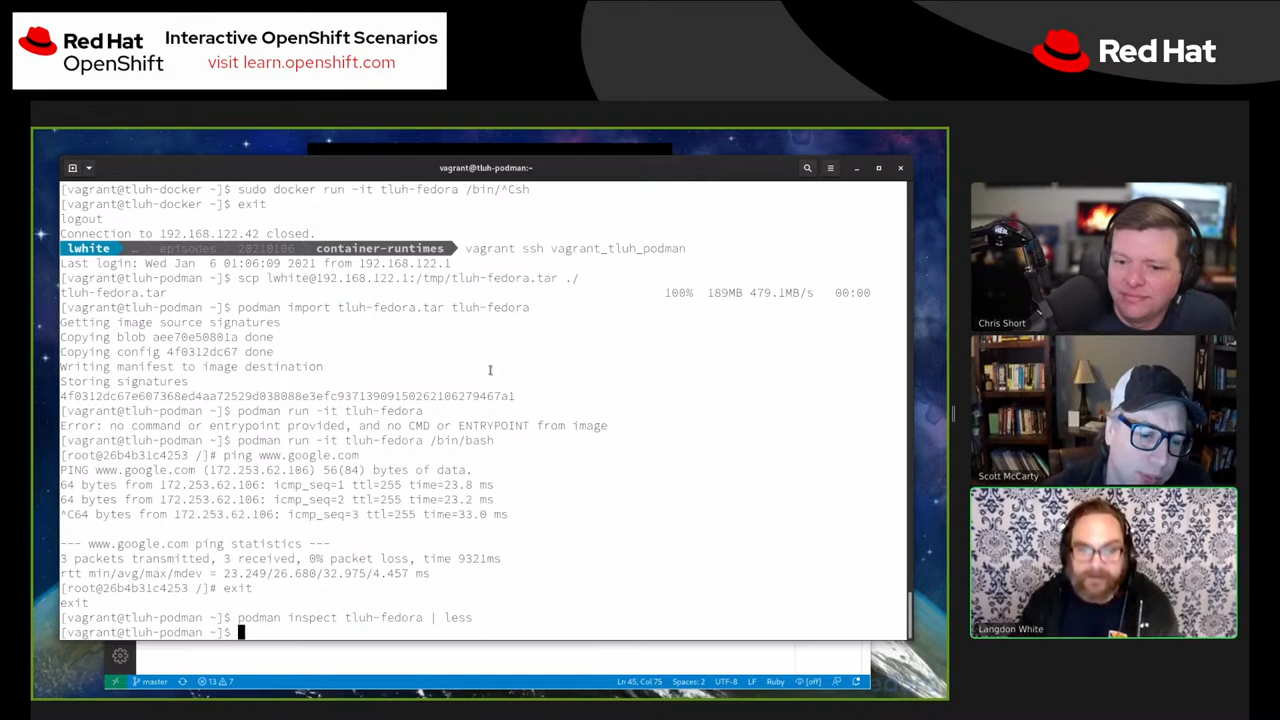 Red Hat
OpenShift
Interactive OpenShift Scenarios
visit learn.openshift.com
Red Hat
vagrant@tluh-podman:~
[vagrant@tluh-docker ~]$ sudo docker run -it tluh-fedora /bin/^Csh
[vagrant@tluh-docker ~]$ exit
logout
Connection to 192.168.122.42 closed.
lwhite … episodes 20210106 container-runtimes vagrant ssh vagrant_tluh_podman
Last login: Wed Jan  6 01:06:09 2021 from 192.168.122.1
[vagrant@tluh-podman ~]$ scp lwhite@192.168.122.1:/tmp/tluh-fedora.tar ./
tluh-fedora.tar 100% 189MB 479.1MB/s 00:00
[vagrant@tluh-podman ~]$ podman import tluh-fedora.tar tluh-fedora
Getting image source signatures
Copying blob aee70e50801a done
Copying config 4f0312dc67 done
Writing manifest to image destination
Storing signatures
4f0312dc67e607368ed4aa72529d038088e3efc937139091502621062794​67a1
[vagrant@tluh-podman ~]$ podman run -it tluh-fedora
Error: no command or entrypoint provided, and no CMD or ENTRYPOINT from image
[vagrant@tluh-podman ~]$ podman run -it tluh-fedora /bin/bash
[root@26b4b31c4253 /]# ping www.google.com
PING www.google.com (172.253.62.106) 56(84) bytes of data.
64 bytes from 172.253.62.106: icmp_seq=1 ttl=255 time=23.8 ms
64 bytes from 172.253.62.106: icmp_seq=2 ttl=255 time=23.2 ms
^C64 bytes from 172.253.62.106: icmp_seq=3 ttl=255 time=33.0 ms
--- www.google.com ping statistics ---
3 packets transmitted, 3 received, 0% packet loss, time 9321ms
rtt min/avg/max/mdev = 23.249/26.680/32.975/4.457 ms
[root@26b4b31c4253 /]# exit
exit
[vagrant@tluh-podman ~]$ podman inspect tluh-fedora | less
[vagrant@tluh-podman ~]$
master 13 7 Ln 45, Col 75 Spaces: 2 UTF-8 LF Ruby [off]
Chris Short
Scott McCarty
Langdon White